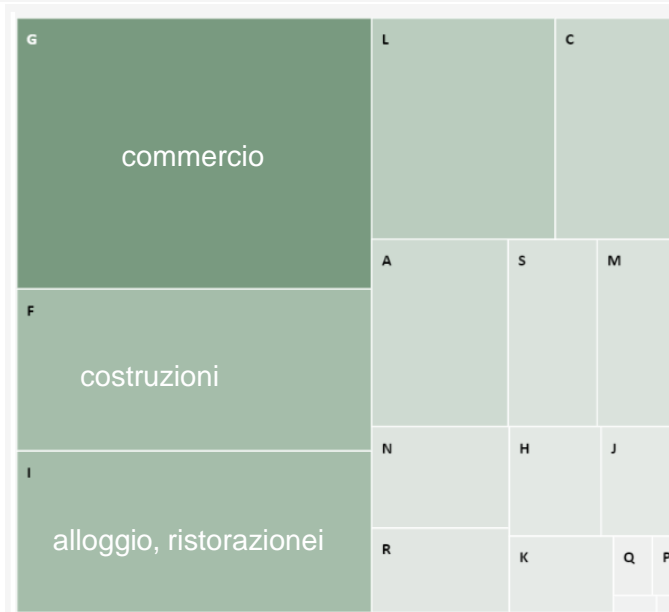 G
commercio
F
costruzioni
I
alloggio, ristorazionei
L
C
A
S
M
N
H
J
R
K
Q
P